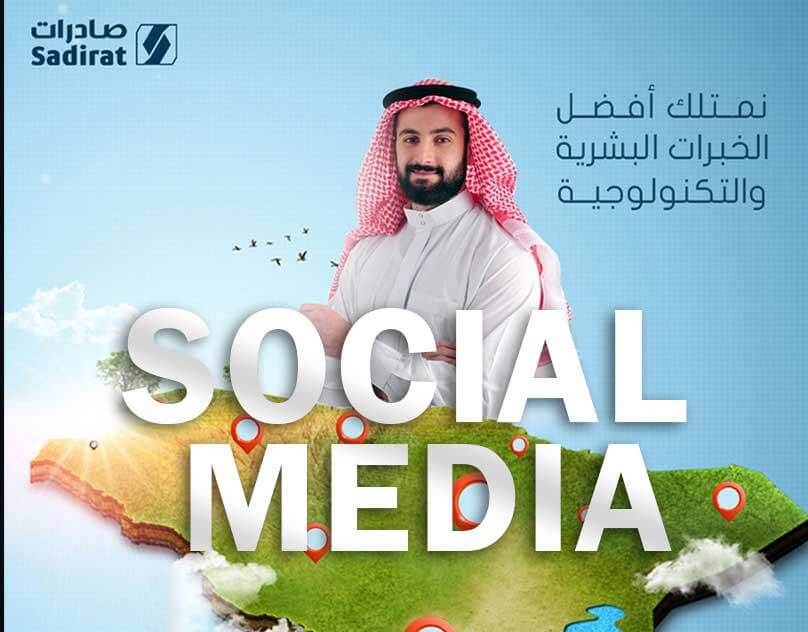 صادرات
Sadirat
نمتلك أفضل
الخبرات البشرية
والتكنولوجية
SOCIAL
MEDIA